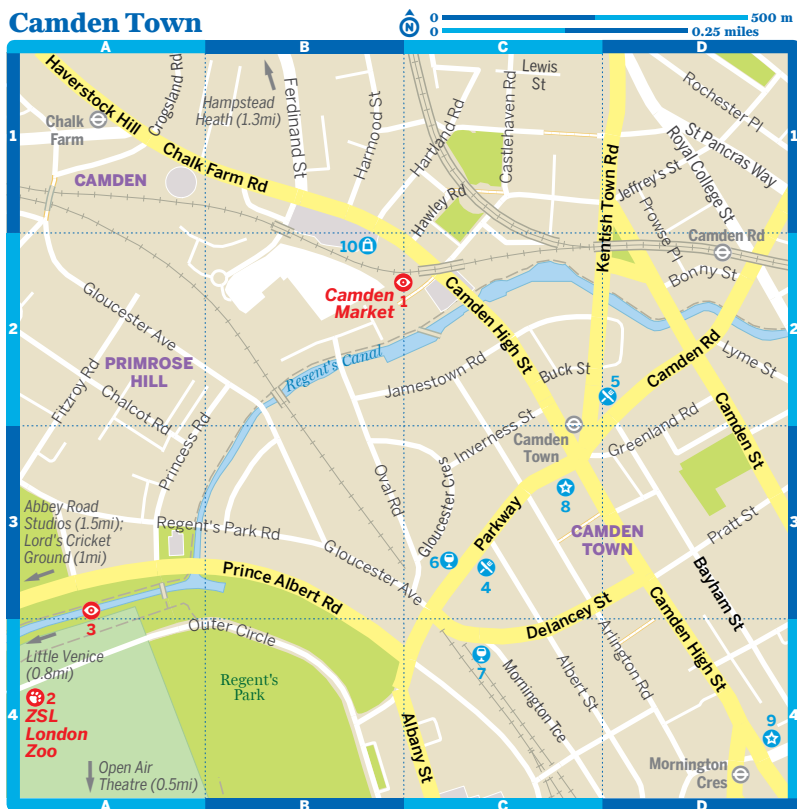 Camden Town
N
0
500 m
0
0.25 miles
A
B
C
D
1
2
3
4
1
2
3
4
A
B
C
D
Haverstock Hill
Crogsland Rd
Hampstead
Heath (1.3mi)
Ferdinand St
Harmood St
Hartland Rd
Castlehaven Rd
Lewis
St
Rochester Pl
St Pancras Way
Royal College St
Chalk
Farm
Chalk Farm Rd
CAMDEN
Hawley Rd
Kentish Town Rd
Jeffrey's St
Prowse Pl
Camden Rd
Bonny St
10
Camden
Market
1
Camden High St
Gloucester Ave
PRIMROSE
HILL
Fitzroy Rd
Chalcot Rd
Princess Rd
Regent's Canal
Jamestown Rd
Buck St
5
Camden Rd
Lyme St
Inverness St
Camden
Town
Greenland Rd
Camden St
Oval Rd
Gloucester Cres
8
Parkway
CAMDEN
TOWN
Pratt St
Abbey Road
Studios (1.5mi);
Lord's Cricket
Ground (1mi)
Regent's Park Rd
Gloucester Ave
6
4
Bayham St
Prince Albert Rd
3
Outer Circle
Delancey St
Camden High St
Little Venice
(0.8mi)
Regent's
Park
7
Mornington Tce
Albert St
Arlington Rd
2
ZSL
London
Zoo
Albany St
9
Open Air
Theatre (0.5mi)
Mornington
Cres